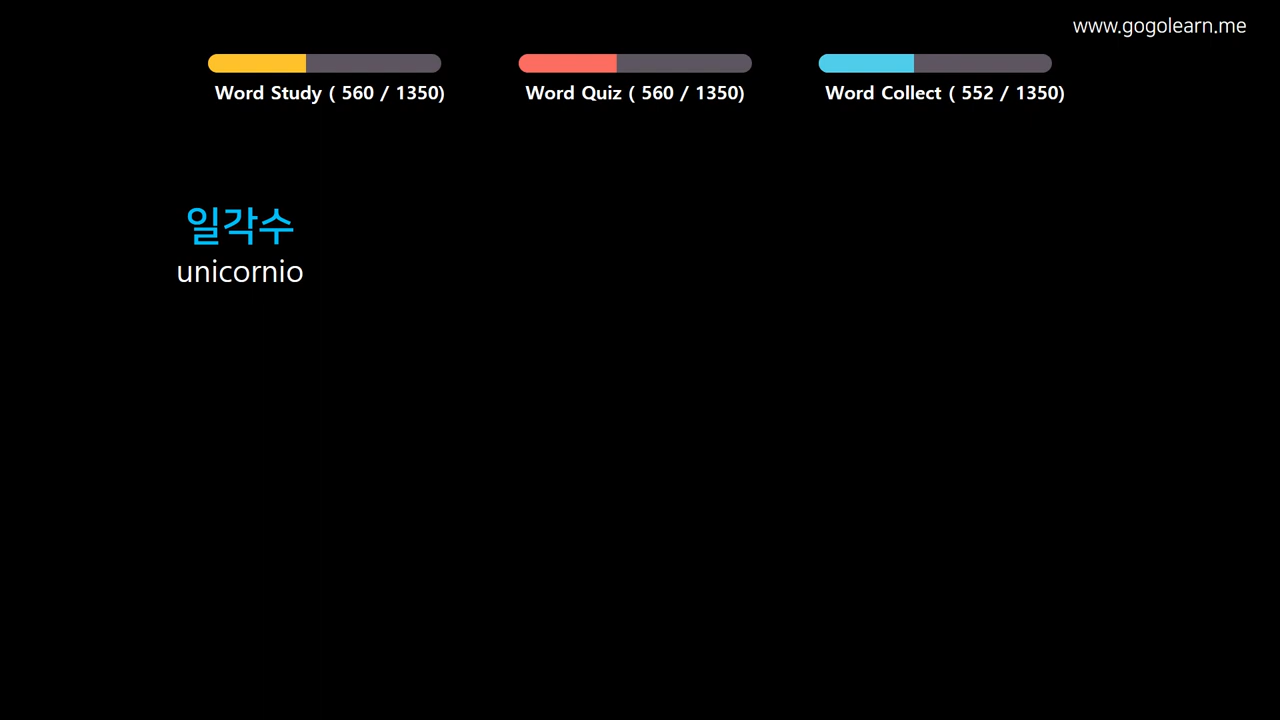 www.gogolearn.me
Word Study ( 560 / 1350)
Word Quiz ( 560 / 1350)
Word Collect ( 552 / 1350)
일각수
unicornio